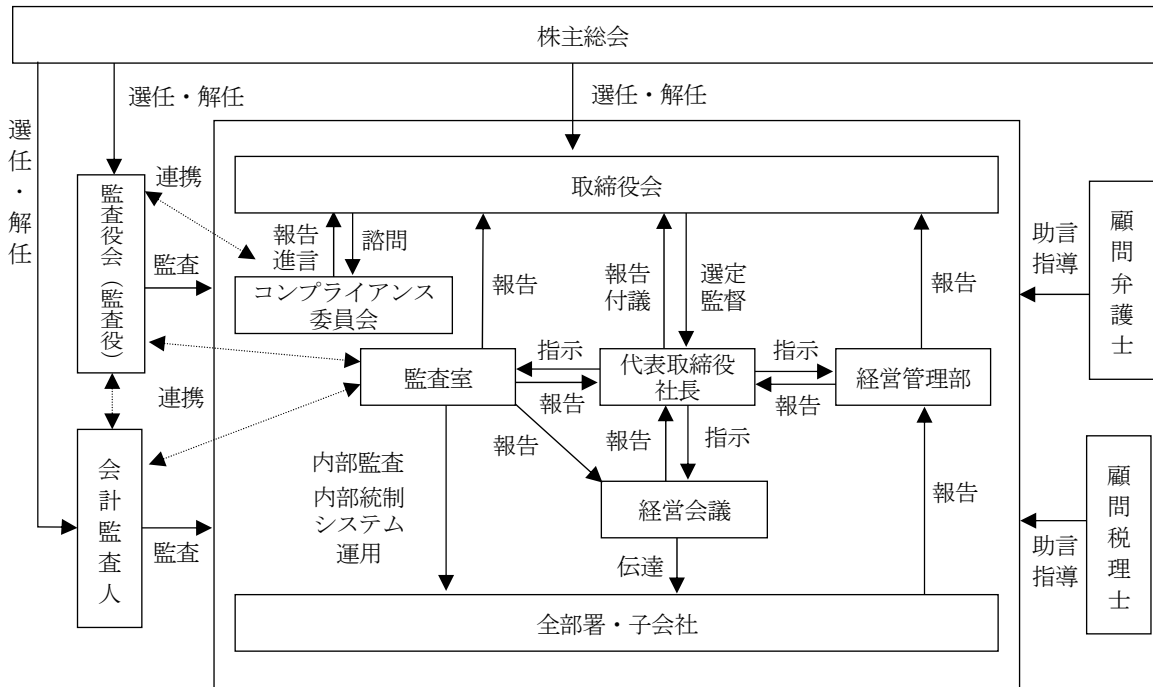 株主総会
選任・解任
選任・解任
選任・解任
連携
取締役会
監査役会（監査役）
報告
進言
諮問
監査
コンプライアンス
委員会
報告
報告
付議
選定
監督
報告
助言
指導
顧問弁護士
監査室
指示
報告
代表取締役
社長
指示
報告
経営管理部
連携
報告
報告
指示
会計監査人
内部監査
内部統制
システム
運用
経営会議
報告
監査
伝達
助言
指導
顧問税理士
全部署・子会社